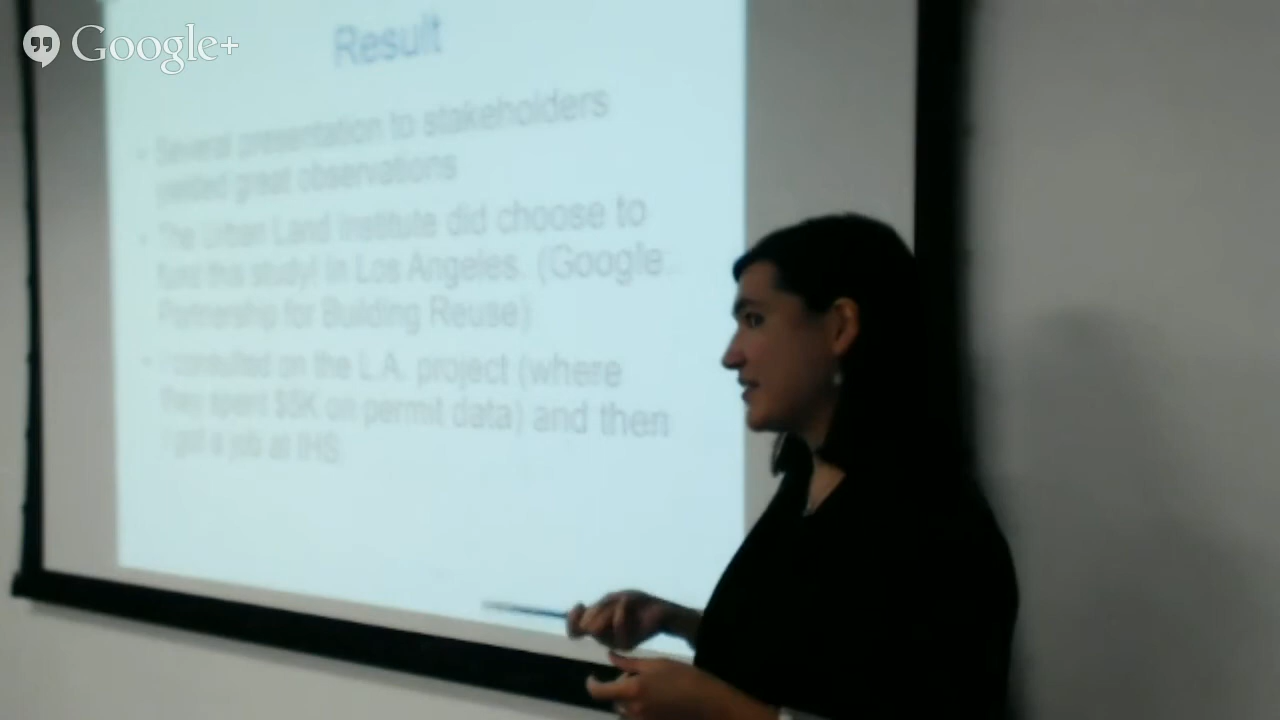 Google+
Result
• Several presentation to stakeholders
yielded great observations
• The Urban Land Institute did choose to
fund this study! In Los Angeles. (Google
Partnership for Building Reuse)
• I consulted on the L.A. project (where
they spent $5K on permit data) and then
I got a job at IHS